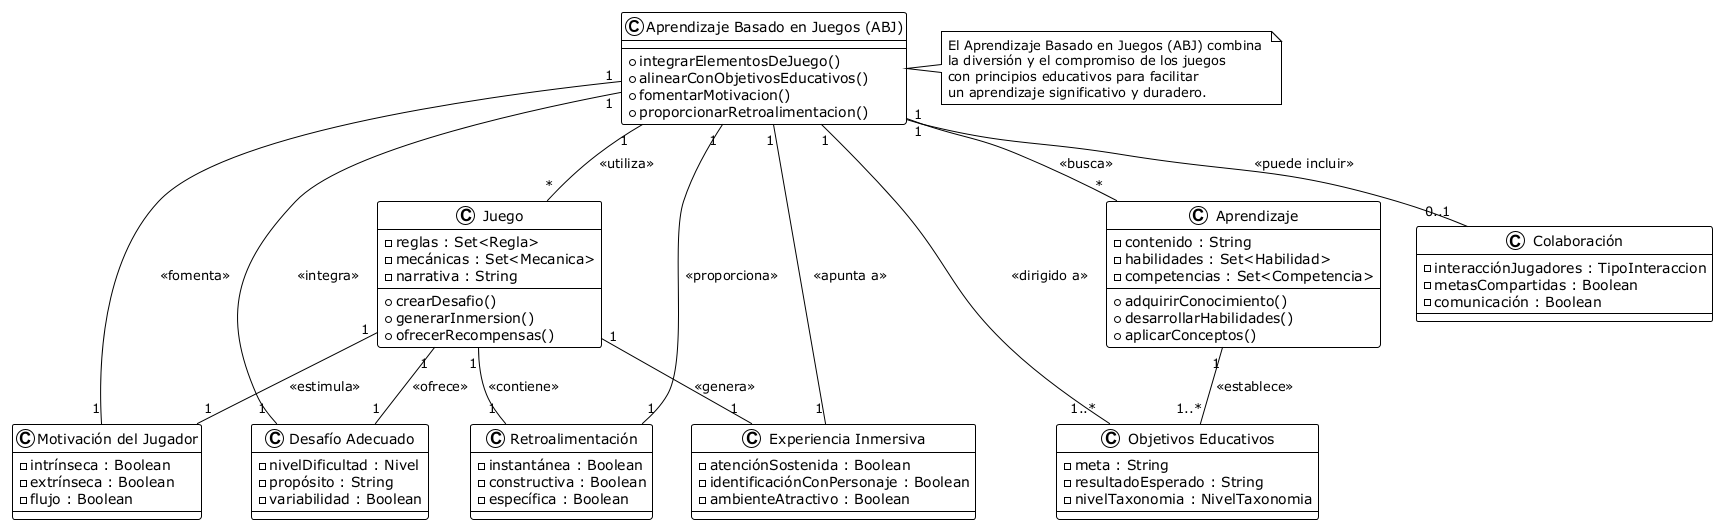 C Aprendizaje Basado en Juegos (ABJ)
integrarElementosDeJuego()
alinearConObjetivosEducativos()
fomentarMotivacion()
proporcionarRetroalimentacion()
El Aprendizaje Basado en Juegos (ABJ) combina
la diversión y el compromiso de los juegos
con principios educativos para facilitar
un aprendizaje significativo y duradero.
1
1
1 1 1 1
1
1
«utiliza» «busca» «puede incluir»
* * 0..1
C Juego
reglas : Set<Regla>
mecánicas : Set<Mecanica>
narrativa : String
crearDesafio()
generarInmersion()
ofrecerRecompensas()
C Aprendizaje
contenido : String
habilidades : Set<Habilidad>
competencias : Set<Competencia>
adquirirConocimiento()
desarrollarHabilidades()
aplicarConceptos()
C Colaboración
interacciónJugadores : TipoInteraccion
metasCompartidas : Boolean
comunicación : Boolean
«fomenta» «integra» «proporciona» «apunta a» «dirigido a»
1 1 1 1 1
«estimula» «ofrece» «contiene» «genera» «establece»
1 1 1 1 1 1 1 1 1..* 1..*
C Motivación del Jugador
intrínseca : Boolean
extrínseca : Boolean
flujo : Boolean
C Desafío Adecuado
nivelDificultad : Nivel
propósito : String
variabilidad : Boolean
C Retroalimentación
instantánea : Boolean
constructiva : Boolean
específica : Boolean
C Experiencia Inmersiva
atenciónSostenida : Boolean
identificaciónConPersonaje : Boolean
ambienteAtractivo : Boolean
C Objetivos Educativos
meta : String
resultadoEsperado : String
nivelTaxonomia : NivelTaxonomia